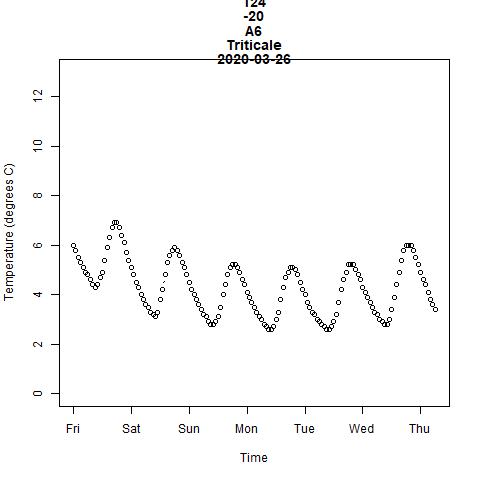 124
-20
A6
Triticale
2020-03-26
Temperature (degrees C)
12
10
8
6
4
2
0
Fri Sat Sun Mon Tue Wed Thu
Time